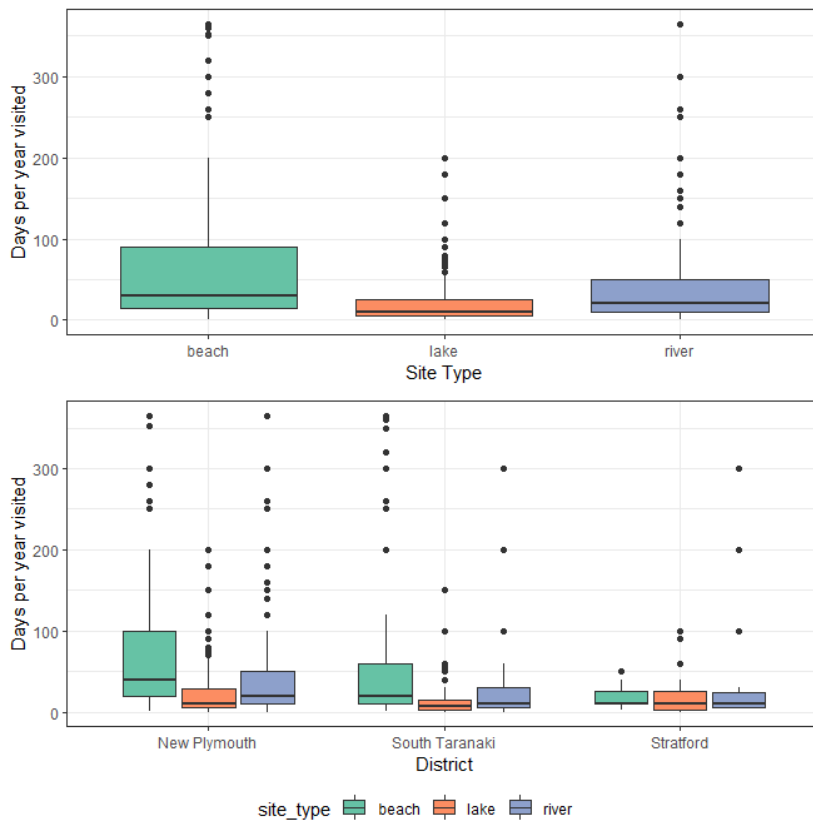 Days per year visited
300
200
100
0
beach lake river
Site Type
Days per year visited
300
200
100
0
New Plymouth South Taranaki Stratford
District
site_type beach lake river